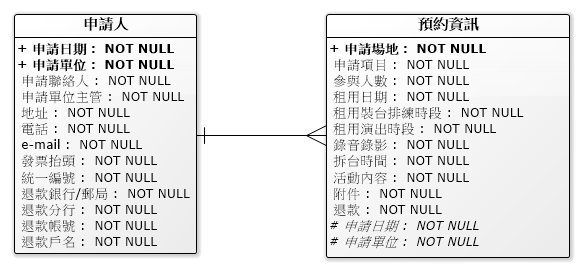 申請人
+ 申請日期： NOT NULL
+ 申請單位： NOT NULL
申請聯絡人： NOT NULL
申請單位主管： NOT NULL
地址： NOT NULL
電話： NOT NULL
e-mail： NOT NULL
發票抬頭： NOT NULL
統一編號： NOT NULL
退款銀行/郵局： NOT NULL
退款分行： NOT NULL
退款帳號： NOT NULL
退款戶名： NOT NULL
預約資訊
+ 申請場地： NOT NULL
申請項目： NOT NULL
參與人數： NOT NULL
租用日期： NOT NULL
租用裝台排練時段： NOT NULL
租用演出時段： NOT NULL
錄音錄影： NOT NULL
拆台時間： NOT NULL
活動內容： NOT NULL
附件： NOT NULL
退款： NOT NULL
# 申請日期： NOT NULL
# 申請單位： NOT NULL